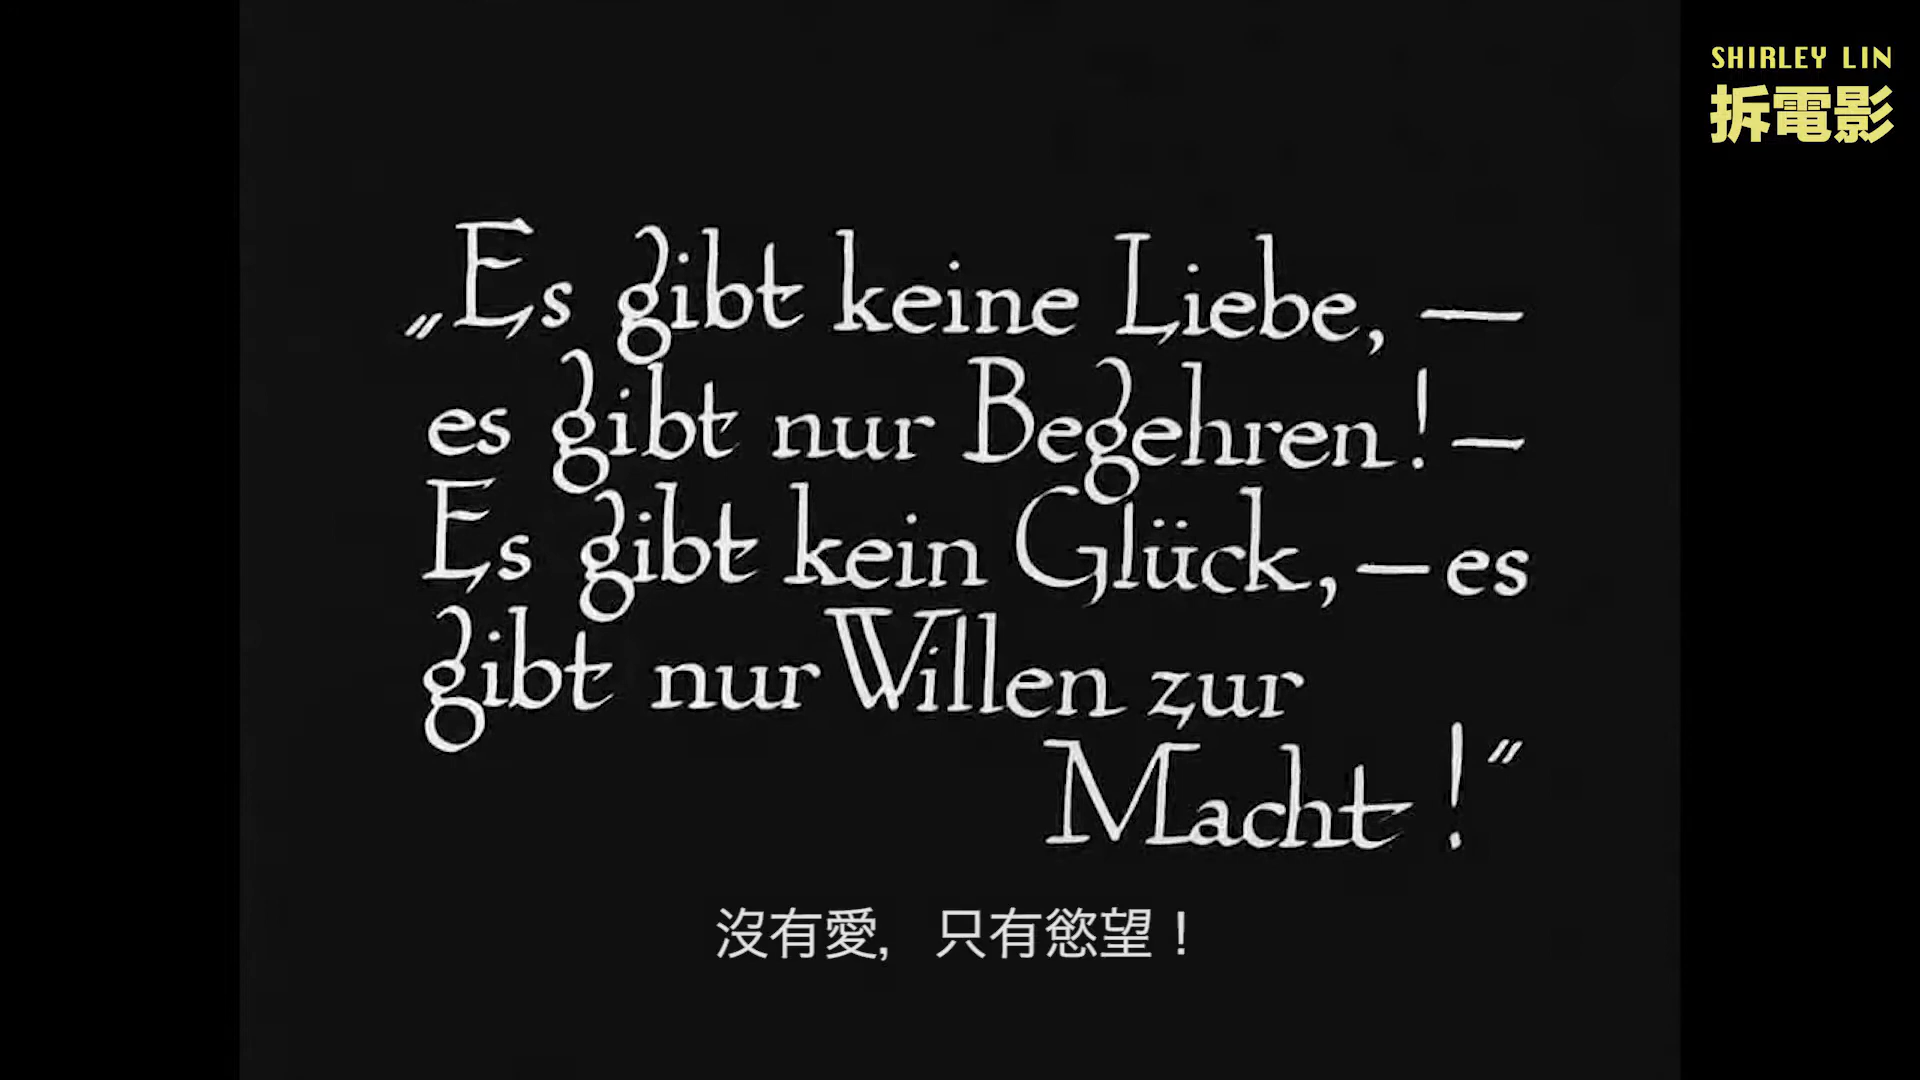 SHIRLEY LIN
拆電影
„Es gibt keine Liebe, —
es gibt nur Begehren! —
Es gibt kein Glück, — es
gibt nur Willen zur
Macht!"
沒有愛, 只有慾望！